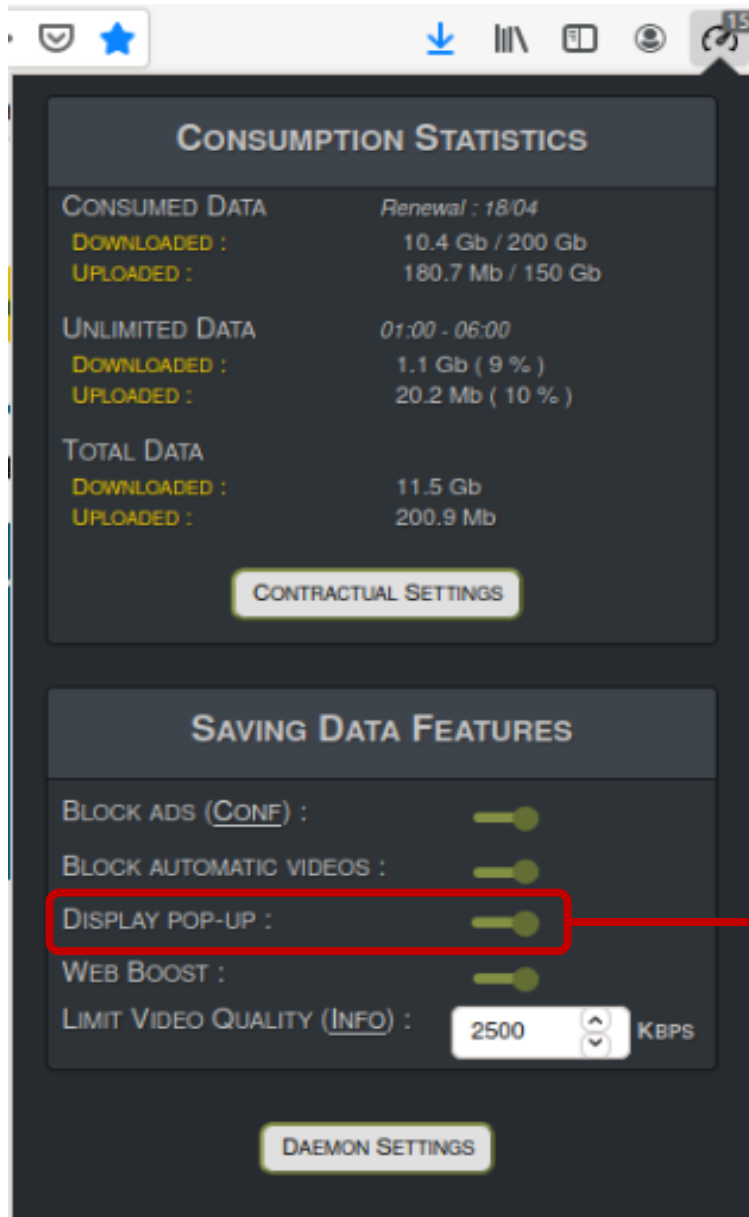 15
Consumption Statistics
Consumed Data Renewal : 18/04
Downloaded : 10.4 Gb / 200 Gb
Uploaded : 180.7 Mb / 150 Gb
Unlimited Data 01:00 - 06:00
Downloaded : 1.1 Gb ( 9 % )
Uploaded : 20.2 Mb ( 10 % )
Total Data
Downloaded : 11.5 Gb
Uploaded : 200.9 Mb
Contractual Settings
Saving Data Features
Block ads (Conf) :
Block automatic videos :
Display pop-up :
Web Boost :
Limit Video Quality (Info) : 2500 Kbps
Daemon Settings